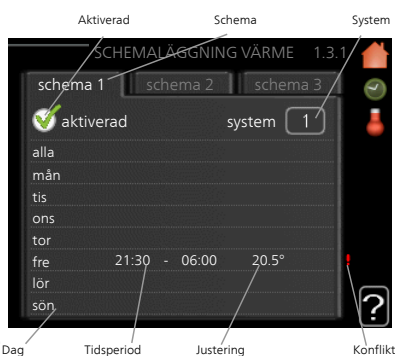 Aktiverad Schema System
SCHEMALÄGGNING VÄRME 1.3.1
schema 1 schema 2 schema 3
aktiverad system 1
alla
mån
tis
ons
tor
fre 21:30 - 06:00 20.5° !
lör
sön
?
Dag Tidsperiod Justering Konflikt